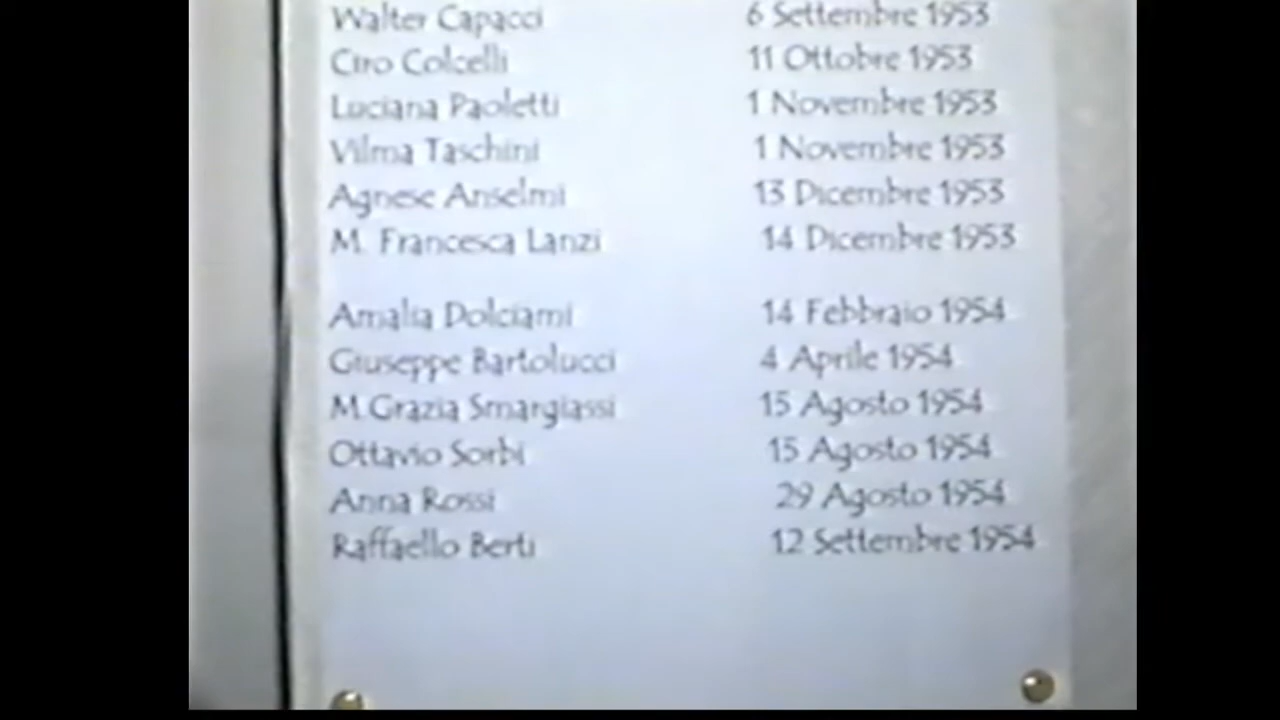 Walter Capacci 6 Settembre 1953
Ciro Colcelli 11 Ottobre 1953
Luciana Paoletti 1 Novembre 1953
Vilma Taschini 1 Novembre 1953
Agnese Anselmi 13 Dicembre 1953
M. Francesca Lanzi 14 Dicembre 1953
Amalia Dolciami 14 Febbraio 1954
Giuseppe Bartolucci 4 Aprile 1954
M.Grazia Smargiassi 15 Agosto 1954
Ottavio Sorbi 15 Agosto 1954
Anna Rossi 29 Agosto 1954
Raffaello Berti 12 Settembre 1954